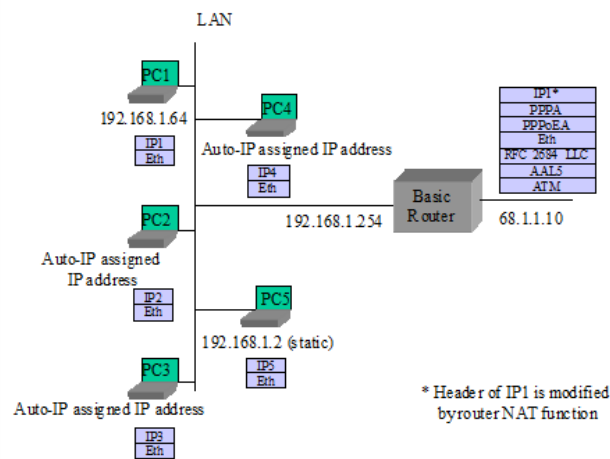 LAN
PC1
192.168.1.64
IP1
Eth
PC4
Auto-IP assigned IP address
IP4
Eth
IP1*
PPPA
PPPoEA
Eth
RFC 2684 LLC
AAL5
ATM
Basic
Router
192.168.1.254
68.1.1.10
PC2
Auto-IP assigned
IP address
IP2
Eth
PC5
192.168.1.2 (static)
IP5
Eth
PC3
Auto-IP assigned IP address
IP3
Eth
* Header of IP1 is modified
by router NAT function